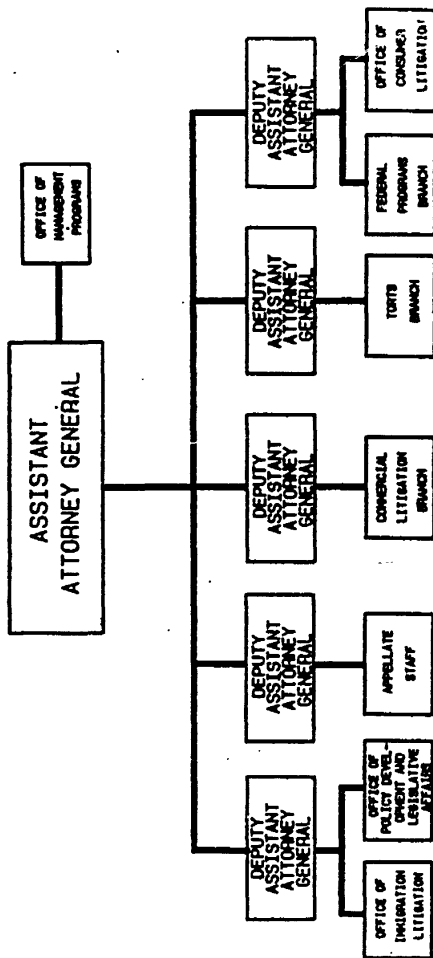 ASSISTANT
ATTORNEY GENERAL
OFFICE OF
MANAGEMENT
PROGRAMS
DEPUTY
ASSISTANT
ATTORNEY
GENERAL
DEPUTY
ASSISTANT
ATTORNEY
GENERAL
DEPUTY
ASSISTANT
ATTORNEY
GENERAL
DEPUTY
ASSISTANT
ATTORNEY
GENERAL
DEPUTY
ASSISTANT
ATTORNEY
GENERAL
OFFICE OF
IMMIGRATION
LITIGATION
OFFICE OF
POLICY DEVEL-
OPMENT AND
LEGISLATIVE
AFFAIRS
APPELLATE
STAFF
COMMERCIAL
LITIGATION
BRANCH
TORTS
BRANCH
FEDERAL
PROGRAMS
BRANCH
OFFICE OF
CONSUMER
LITIGATION